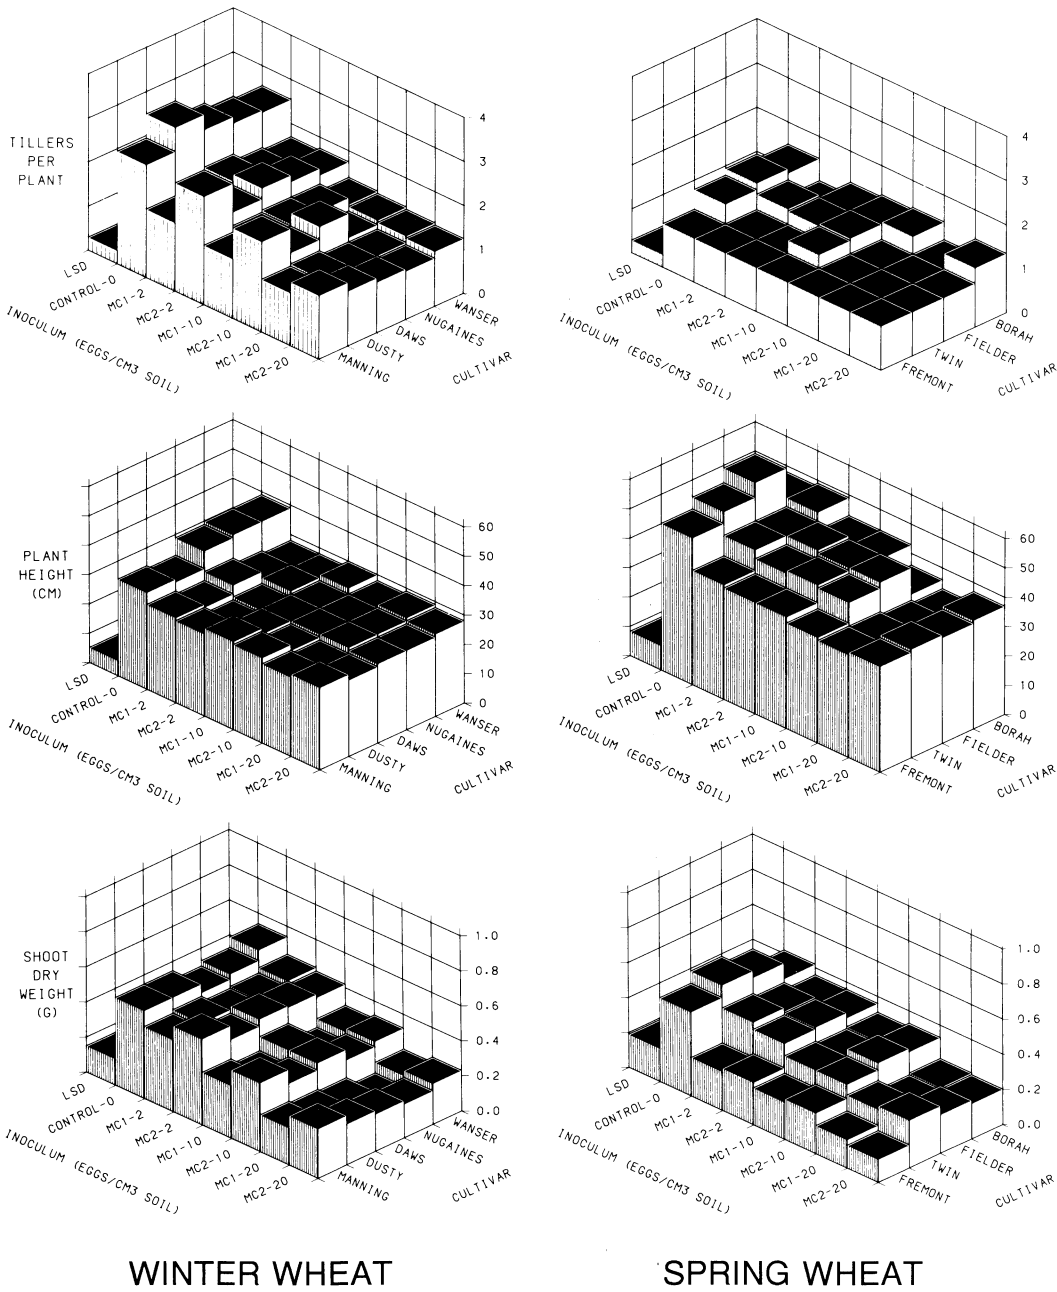 TILLERS
PER
PLANT
4
3
2
1
0
LSD
CONTROL-0
MC1-2
MC2-2
MC1-10
MC2-10
MC1-20
MC2-20
INOCULUM (EGGS/CM3 SOIL)
WANSER
NUGAINES
DAWS
DUSTY
MANNING
CULTIVAR
4
3
2
1
0
LSD
CONTROL-0
MC1-2
MC2-2
MC1-10
MC2-10
MC1-20
MC2-20
INOCULUM (EGGS/CM3 SOIL)
BORAH
FIELDER
TWIN
FREMONT
CULTIVAR
PLANT
HEIGHT
(CM)
60
50
40
30
20
10
0
LSD
CONTROL-0
MC1-2
MC2-2
MC1-10
MC2-10
MC1-20
MC2-20
INOCULUM (EGGS/CM3 SOIL)
WANSER
NUGAINES
DAWS
DUSTY
MANNING
CULTIVAR
60
50
40
30
20
10
0
LSD
CONTROL-0
MC1-2
MC2-2
MC1-10
MC2-10
MC1-20
MC2-20
INOCULUM (EGGS/CM3 SOIL)
BORAH
FIELDER
TWIN
FREMONT
CULTIVAR
SHOOT
DRY
WEIGHT
(G)
1.0
0.8
0.6
0.4
0.2
0.0
LSD
CONTROL-0
MC1-2
MC2-2
MC1-10
MC2-10
MC1-20
MC2-20
INOCULUM (EGGS/CM3 SOIL)
WANSER
NUGAINES
DAWS
DUSTY
MANNING
CULTIVAR
1.0
0.8
0.6
0.4
0.2
0.0
LSD
CONTROL-0
MC1-2
MC2-2
MC1-10
MC2-10
MC1-20
MC2-20
INOCULUM (EGGS/CM3 SOIL)
BORAH
FIELDER
TWIN
FREMONT
CULTIVAR
WINTER WHEAT
SPRING WHEAT